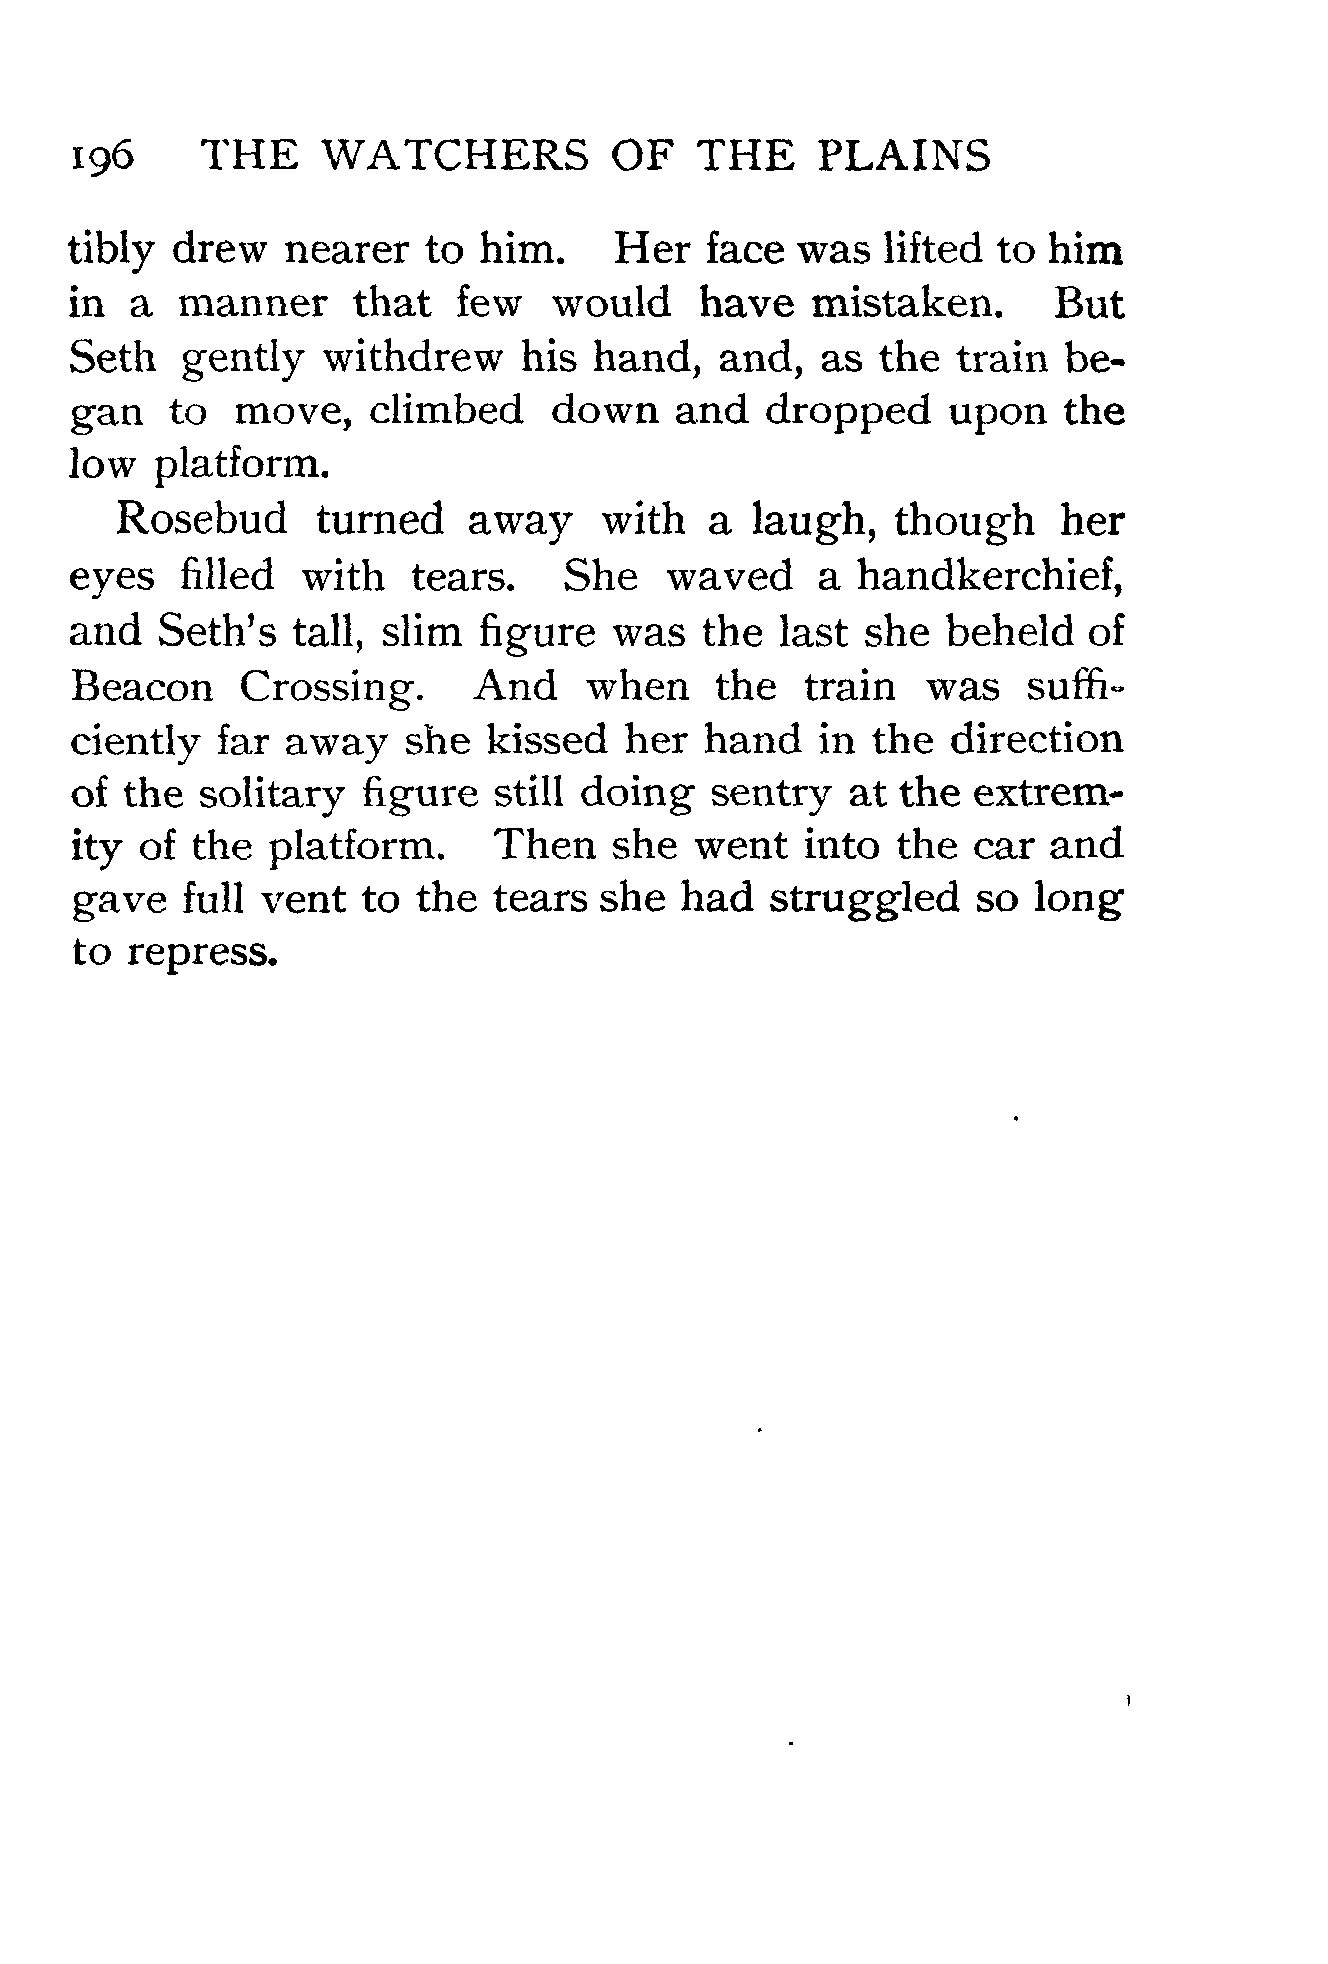 196 THE WATCHERS OF THE PLAINS
tibly drew nearer to him. Her face was lifted to him
in a manner that few would have mistaken. But
Seth gently withdrew his hand, and, as the train be-
gan to move, climbed down and dropped upon the
low platform.
Rosebud turned away with a laugh, though her
eyes filled with tears. She waved a handkerchief,
and Seth's tall, slim figure was the last she beheld of
Beacon Crossing. And when the train was suffi-
ciently far away she kissed her hand in the direction
of the solitary figure still doing sentry at the extrem-
ity of the platform. Then she went into the car and
gave full vent to the tears she had struggled so long
to repress.